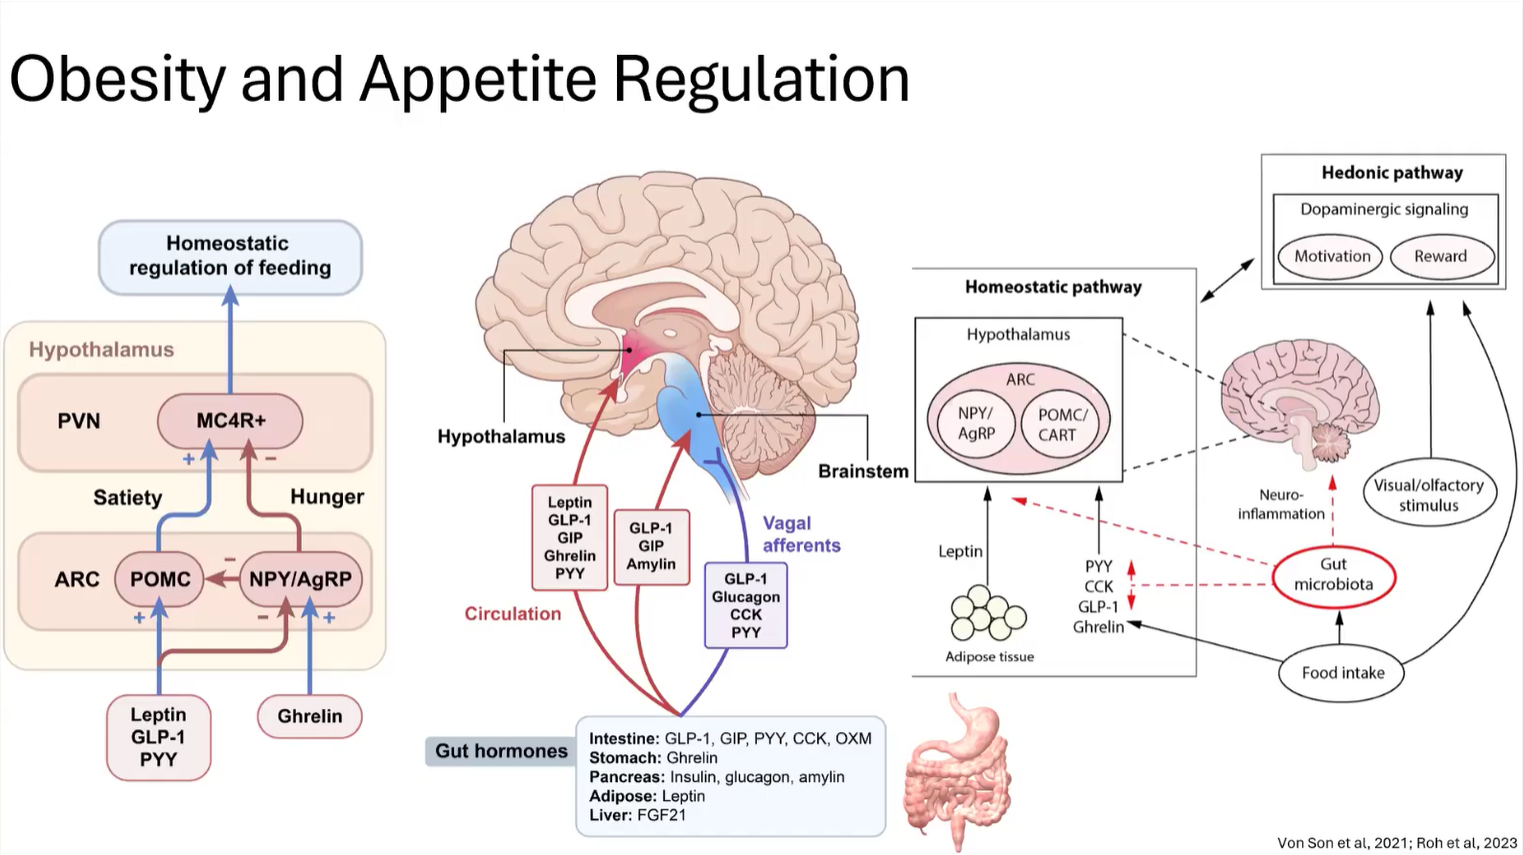 Obesity and Appetite Regulation
Homeostatic
regulation of feeding
Hypothalamus
PVN
MC4R+
+
−
Satiety
Hunger
ARC
POMC
−
NPY/AgRP
+
−
+
Leptin
GLP-1
PYY
Ghrelin
Hypothalamus
Brainstem
Leptin
GLP-1
GIP
Ghrelin
PYY
GLP-1
GIP
Amylin
Vagal
afferents
GLP-1
Glucagon
CCK
PYY
Circulation
Gut hormones
Intestine: GLP-1, GIP, PYY, CCK, OXM
Stomach: Ghrelin
Pancreas: Insulin, glucagon, amylin
Adipose: Leptin
Liver: FGF21
Hedonic pathway
Dopaminergic signaling
Motivation
Reward
Homeostatic pathway
Hypothalamus
ARC
NPY/
AgRP
POMC/
CART
Leptin
Adipose tissue
PYY
CCK
GLP-1
Ghrelin
Neuro-
inflammation
Visual/olfactory
stimulus
Gut
microbiota
Food intake
Von Son et al, 2021; Roh et al, 2023